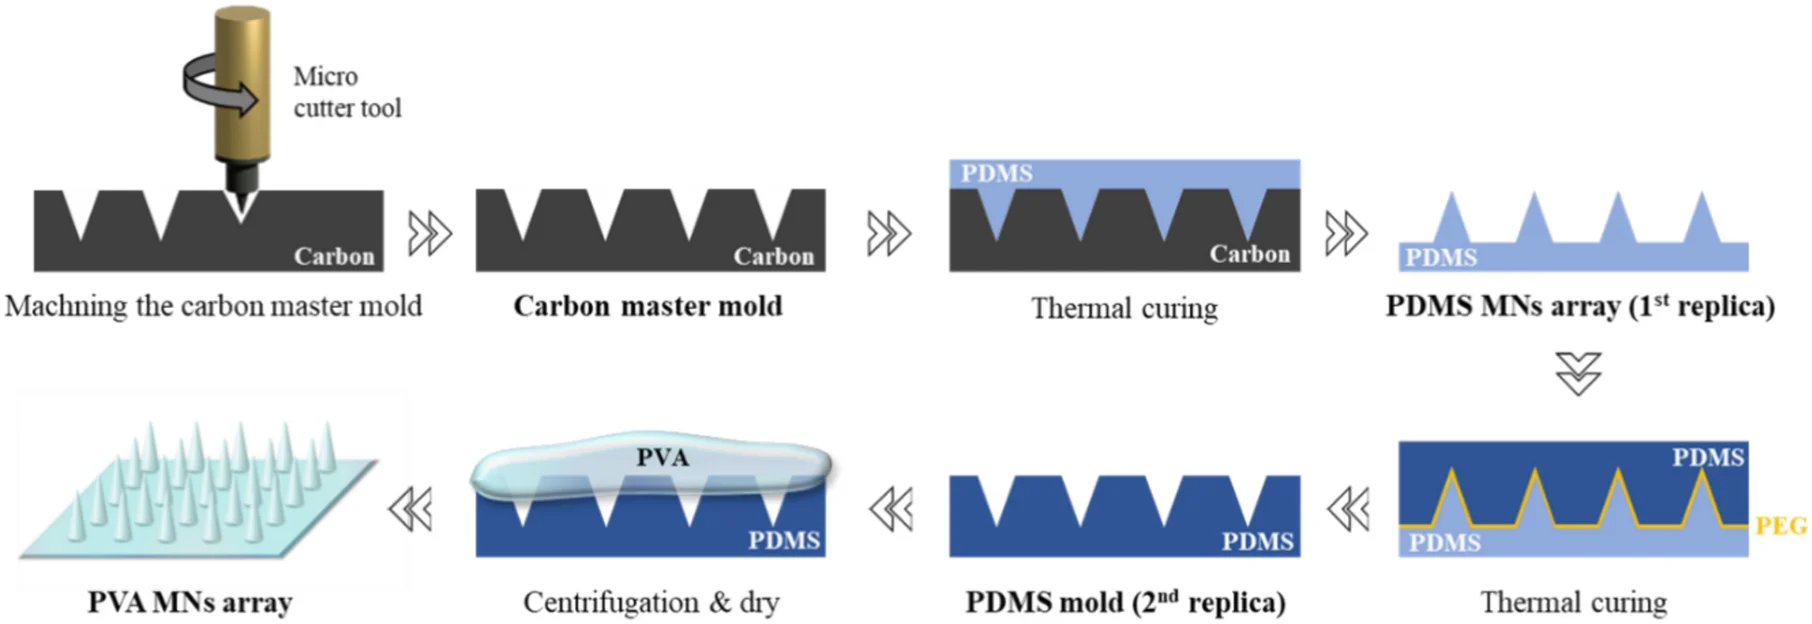 Micro
cutter tool
Carbon
Machning the carbon master mold
Carbon
Carbon master mold
PDMS
Carbon
Thermal curing
PDMS
PDMS MNs array (1st replica)
PDMS
PEG
PDMS
Thermal curing
PDMS
PDMS mold (2nd replica)
PVA
PDMS
Centrifugation & dry
PVA MNs array